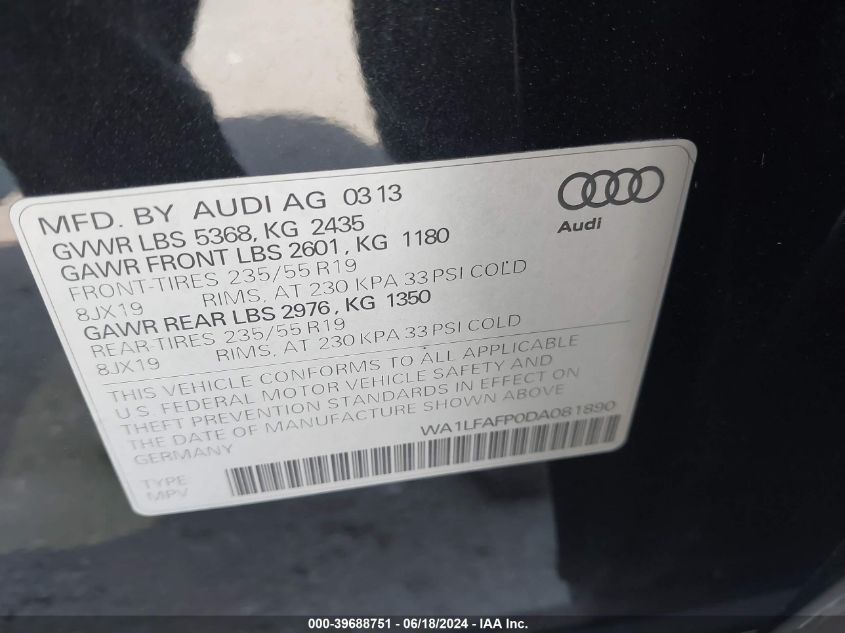 MFD. BY AUDI AG 0313
GVWR LBS 5368, KG 2435
GAWR FRONT LBS 2601, KG 1180
FRONT-TIRES 235/55 R19
8JX19 RIMS, AT 230 KPA 33 PSI COLD
GAWR REAR LBS 2976, KG 1350
REAR-TIRES 235/55 R19
8JX19 RIMS, AT 230 KPA 33 PSI COLD
Audi
THIS VEHICLE CONFORMS TO ALL APPLICABLE
U.S. FEDERAL MOTOR VEHICLE SAFETY AND
THEFT PREVENTION STANDARDS IN EFFECT ON
THE DATE OF MANUFACTURE SHOWN ABOVE
GERMANY WA1LFAFP0DA081890
TYPE
MPV
000-39688751 - 06/18/2024 - IAA Inc.